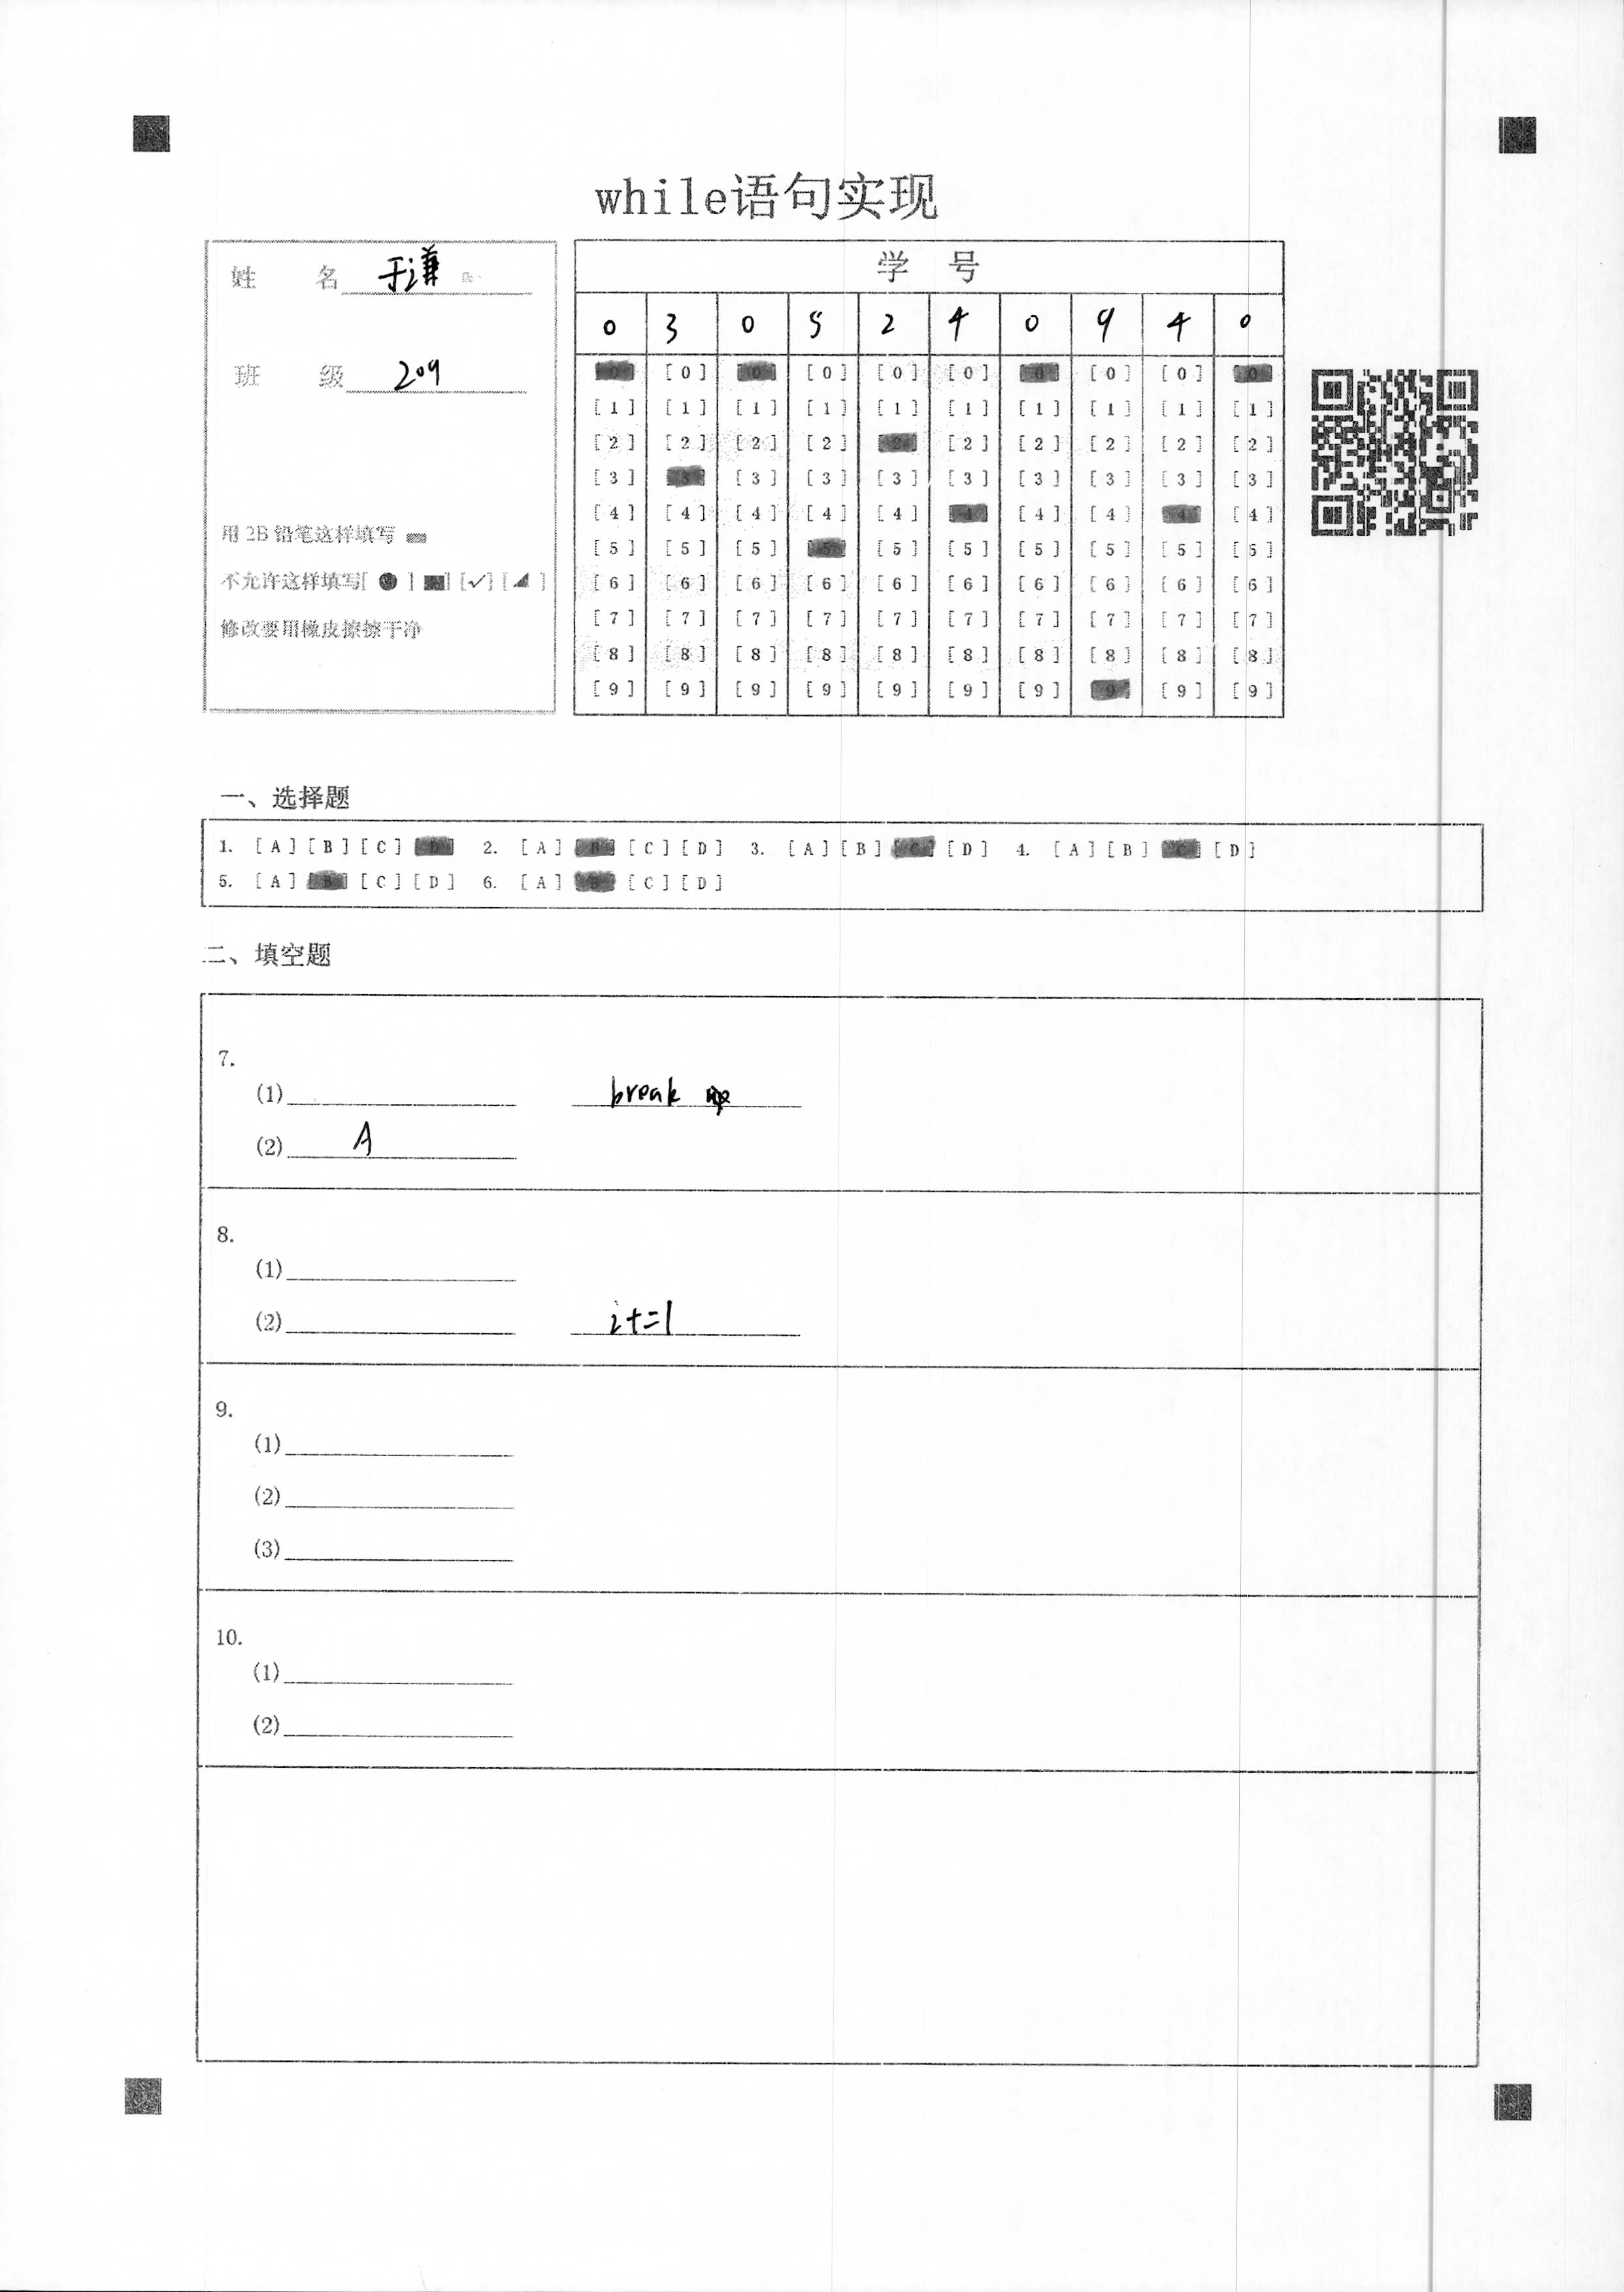 while语句实现
姓 名 于谦
班 级 209
用 2B 铅笔这样填写
不允许这样填写[ ● ] [■] [✓] [ ]
修改要用橡皮擦擦干净
学 号
0 3 0 5 2 4 0 9 4 0
[0] [0] [0] [0] [0] [0] [0] [0] [0] [0]
[1] [1] [1] [1] [1] [1] [1] [1] [1] [1]
[2] [2] [2] [2] [2] [2] [2] [2] [2] [2]
[3] [3] [3] [3] [3] [3] [3] [3] [3] [3]
[4] [4] [4] [4] [4] [4] [4] [4] [4] [4]
[5] [5] [5] [5] [5] [5] [5] [5] [5] [5]
[6] [6] [6] [6] [6] [6] [6] [6] [6] [6]
[7] [7] [7] [7] [7] [7] [7] [7] [7] [7]
[8] [8] [8] [8] [8] [8] [8] [8] [8] [8]
[9] [9] [9] [9] [9] [9] [9] [9] [9] [9]
一、选择题
1. [A] [B] [C] [D] 2. [A] [B] [C] [D] 3. [A] [B] [C] [D] 4. [A] [B] [C] [D]
5. [A] [B] [C] [D] 6. [A] [B] [C] [D]
二、填空题
7.
(1) break
(2) A
8.
(1)
(2) i+=1
9.
(1)
(2)
(3)
10.
(1)
(2)